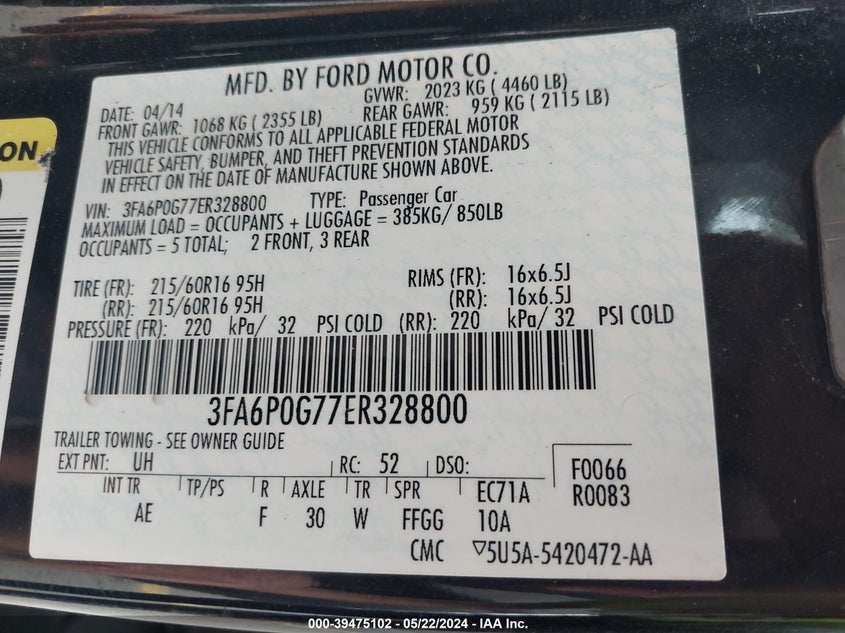 MFD. BY FORD MOTOR CO.
DATE: 04/14 GVWR: 2023 KG ( 4460 LB)
FRONT GAWR: 1068 KG ( 2355 LB) REAR GAWR: 959 KG ( 2115 LB)
THIS VEHICLE CONFORMS TO ALL APPLICABLE FEDERAL MOTOR
VEHICLE SAFETY, BUMPER, AND THEFT PREVENTION STANDARDS
IN EFFECT ON THE DATE OF MANUFACTURE SHOWN ABOVE.
VIN: 3FA6P0G77ER328800 TYPE: Passenger Car
MAXIMUM LOAD = OCCUPANTS + LUGGAGE = 385KG/ 850LB
OCCUPANTS = 5 TOTAL; 2 FRONT, 3 REAR
TIRE (FR): 215/60R16 95H RIMS (FR): 16x6.5J
(RR): 215/60R16 95H (RR): 16x6.5J
PRESSURE (FR): 220 kPa/ 32 PSI COLD (RR): 220 kPa/ 32 PSI COLD
3FA6P0G77ER328800
TRAILER TOWING - SEE OWNER GUIDE
EXT PNT: UH RC: 52 DSO: F0066
INT TR TP/PS R AXLE TR SPR EC71A R0083
AE F 30 W FFGG 10A
CMC ▽5U5A-5420472-AA
ON
000-39475102 - 05/22/2024 - IAA Inc.